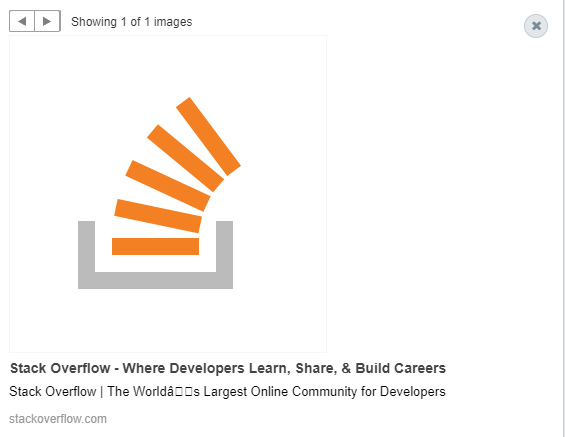 Showing 1 of 1 images
Stack Overflow - Where Developers Learn, Share, & Build Careers
Stack Overflow | The Worldâ□□s Largest Online Community for Developers
stackoverflow.com